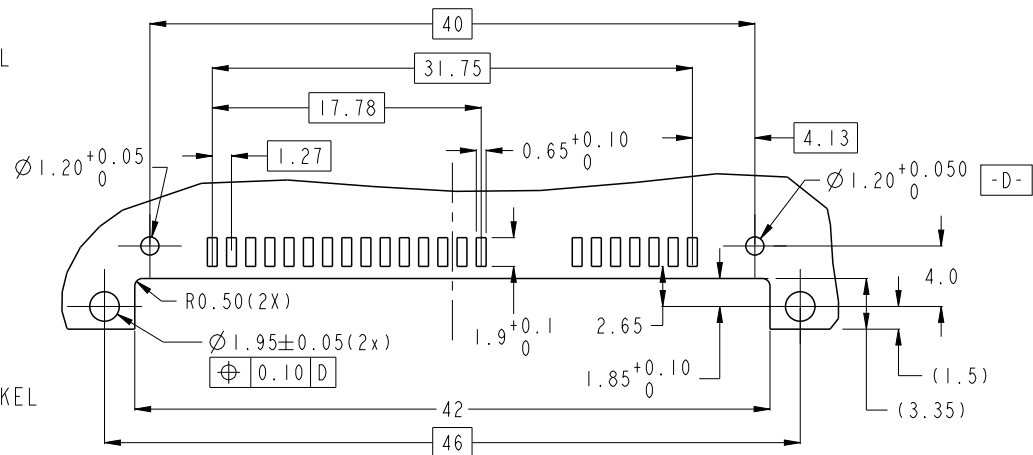 40
L
31.75
17.78
4.13
1.27
0.65 +0.10 0
Ø1.20 +0.05 0
Ø1.20 +0.050 0
-D-
4.0
R0.50(2X)
2.65
1.9 +0.1 0
Ø1.95±0.05(2x)
⌖ 0.10 D
1.85 +0.10 0
(1.5)
KEL
42
(3.35)
46